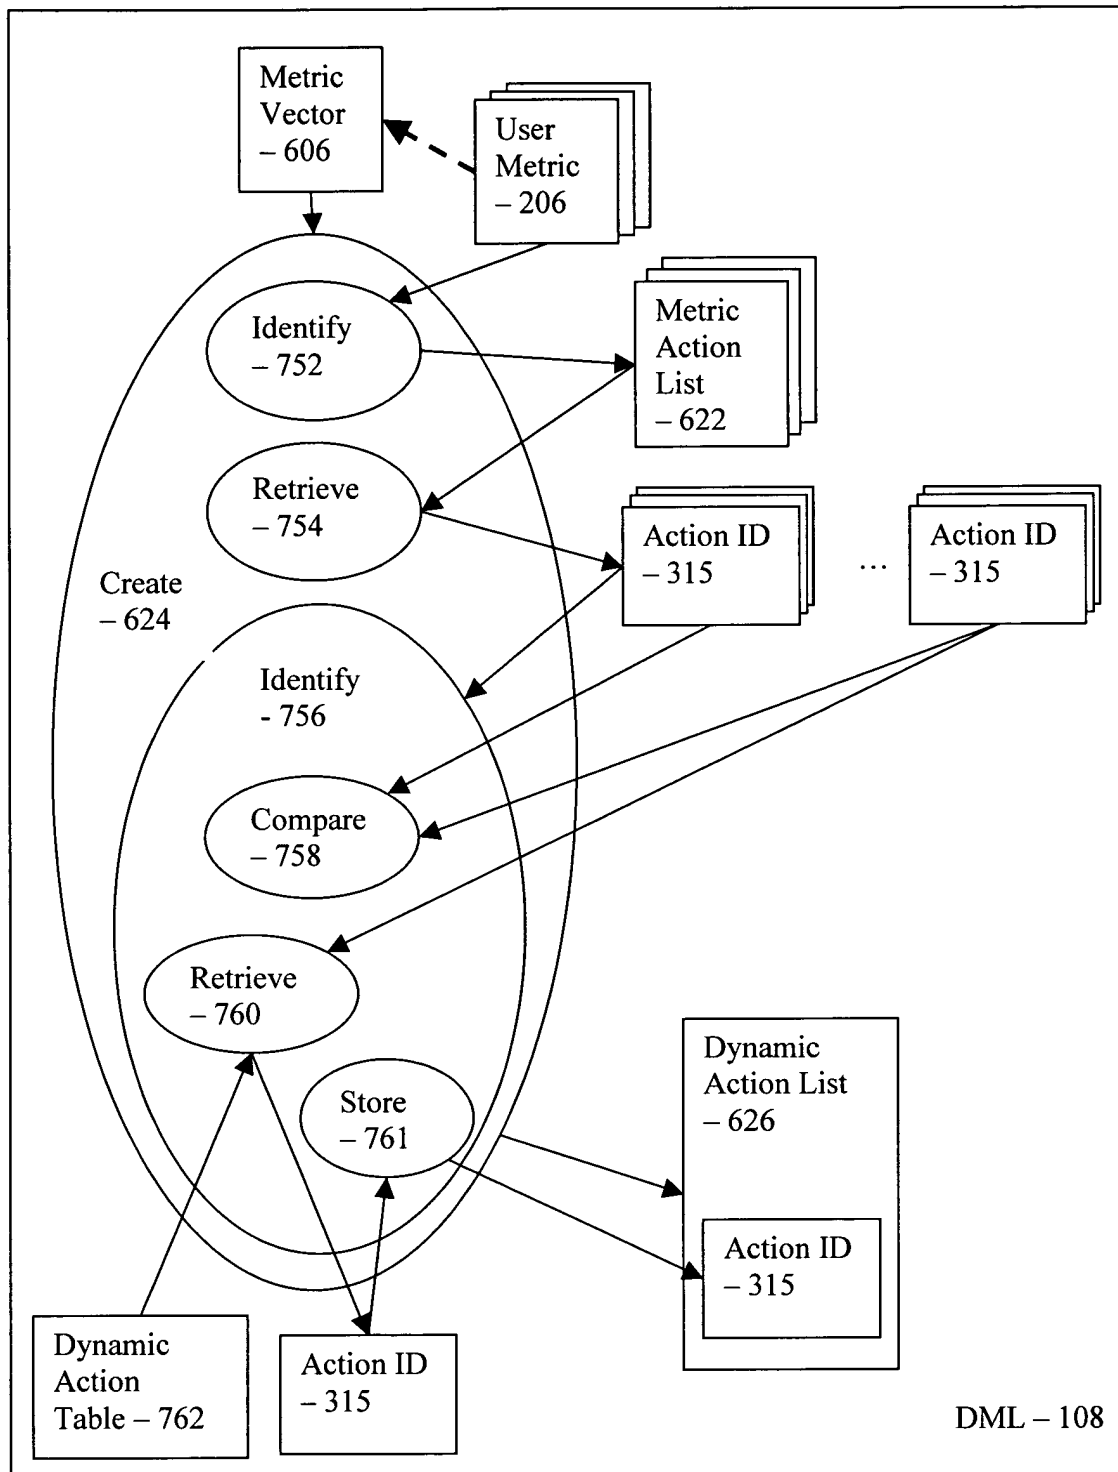 Metric
Vector
– 606
User
Metric
– 206
Identify
– 752
Metric
Action
List
– 622
Retrieve
– 754
Action ID
– 315
...
Action ID
– 315
Create
– 624
Identify
- 756
Compare
– 758
Retrieve
– 760
Store
– 761
Dynamic
Action List
– 626
Action ID
– 315
Dynamic
Action
Table – 762
Action ID
– 315
DML – 108